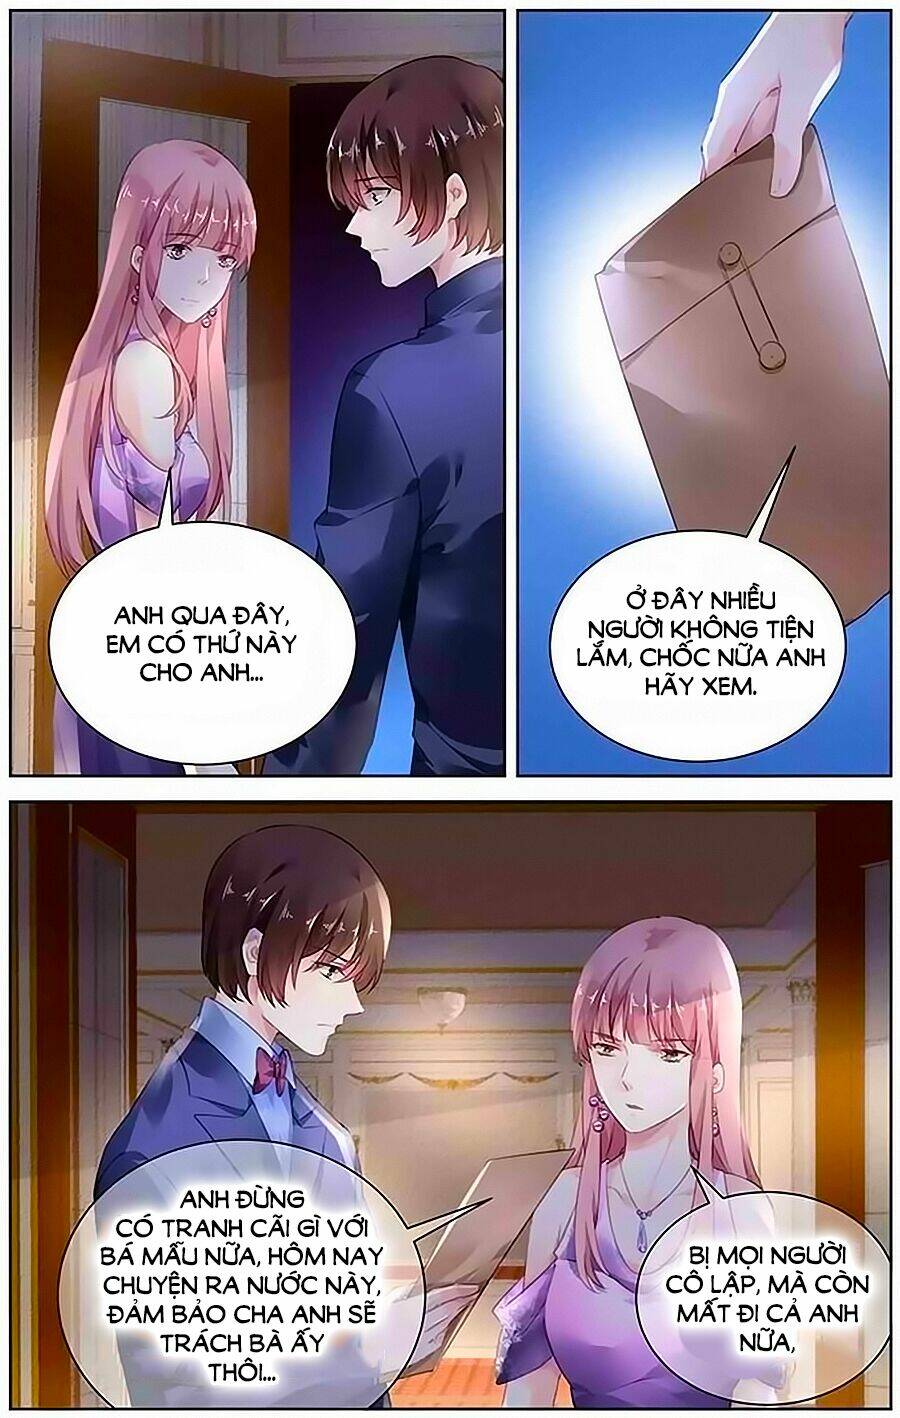 ANH QUA ĐÂY,
EM CÓ THỨ NÀY
CHO ANH...
Ở ĐÂY NHIỀU
NGƯỜI KHÔNG TIỆN
LẮM, CHỐC NỮA ANH
HÃY XEM.
ANH ĐỪNG
CÓ TRANH CÃI GÌ VỚI
BÁ MẪU NỮA, HÔM NAY
CHUYỆN RA NƯỚC NÀY,
ĐẢM BẢO CHA ANH SẼ
TRÁCH BÀ ẤY
THÔI...
BỊ MỌI NGƯỜI
CÔ LẬP, MÀ CÒN
MẤT ĐI CẢ ANH
NỮA,